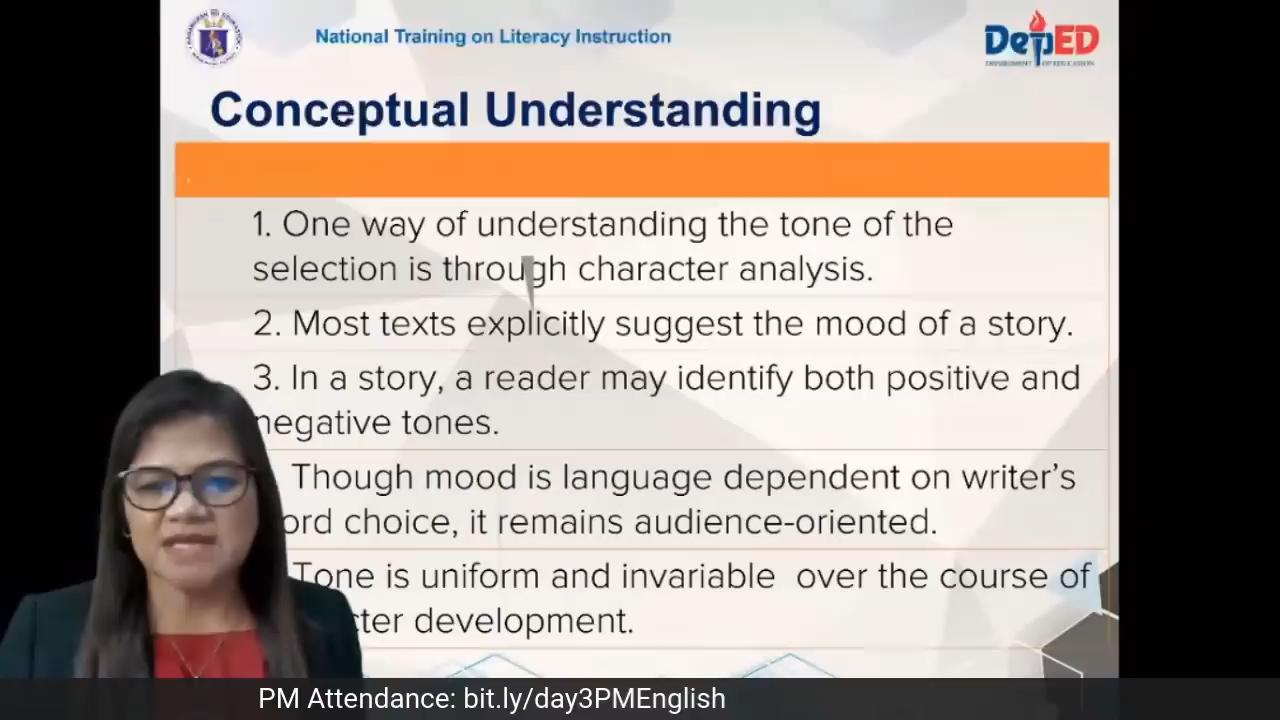 National Training on Literacy Instruction
DepED
DEPARTMENT OF EDUCATION
Conceptual Understanding
1. One way of understanding the tone of the
selection is through character analysis.
2. Most texts explicitly suggest the mood of a story.
3. In a story, a reader may identify both positive and
negative tones.
Though mood is language dependent on writer's
ord choice, it remains audience-oriented.
Tone is uniform and invariable over the course of
cter development.
PM Attendance: bit.ly/day3PMEnglish